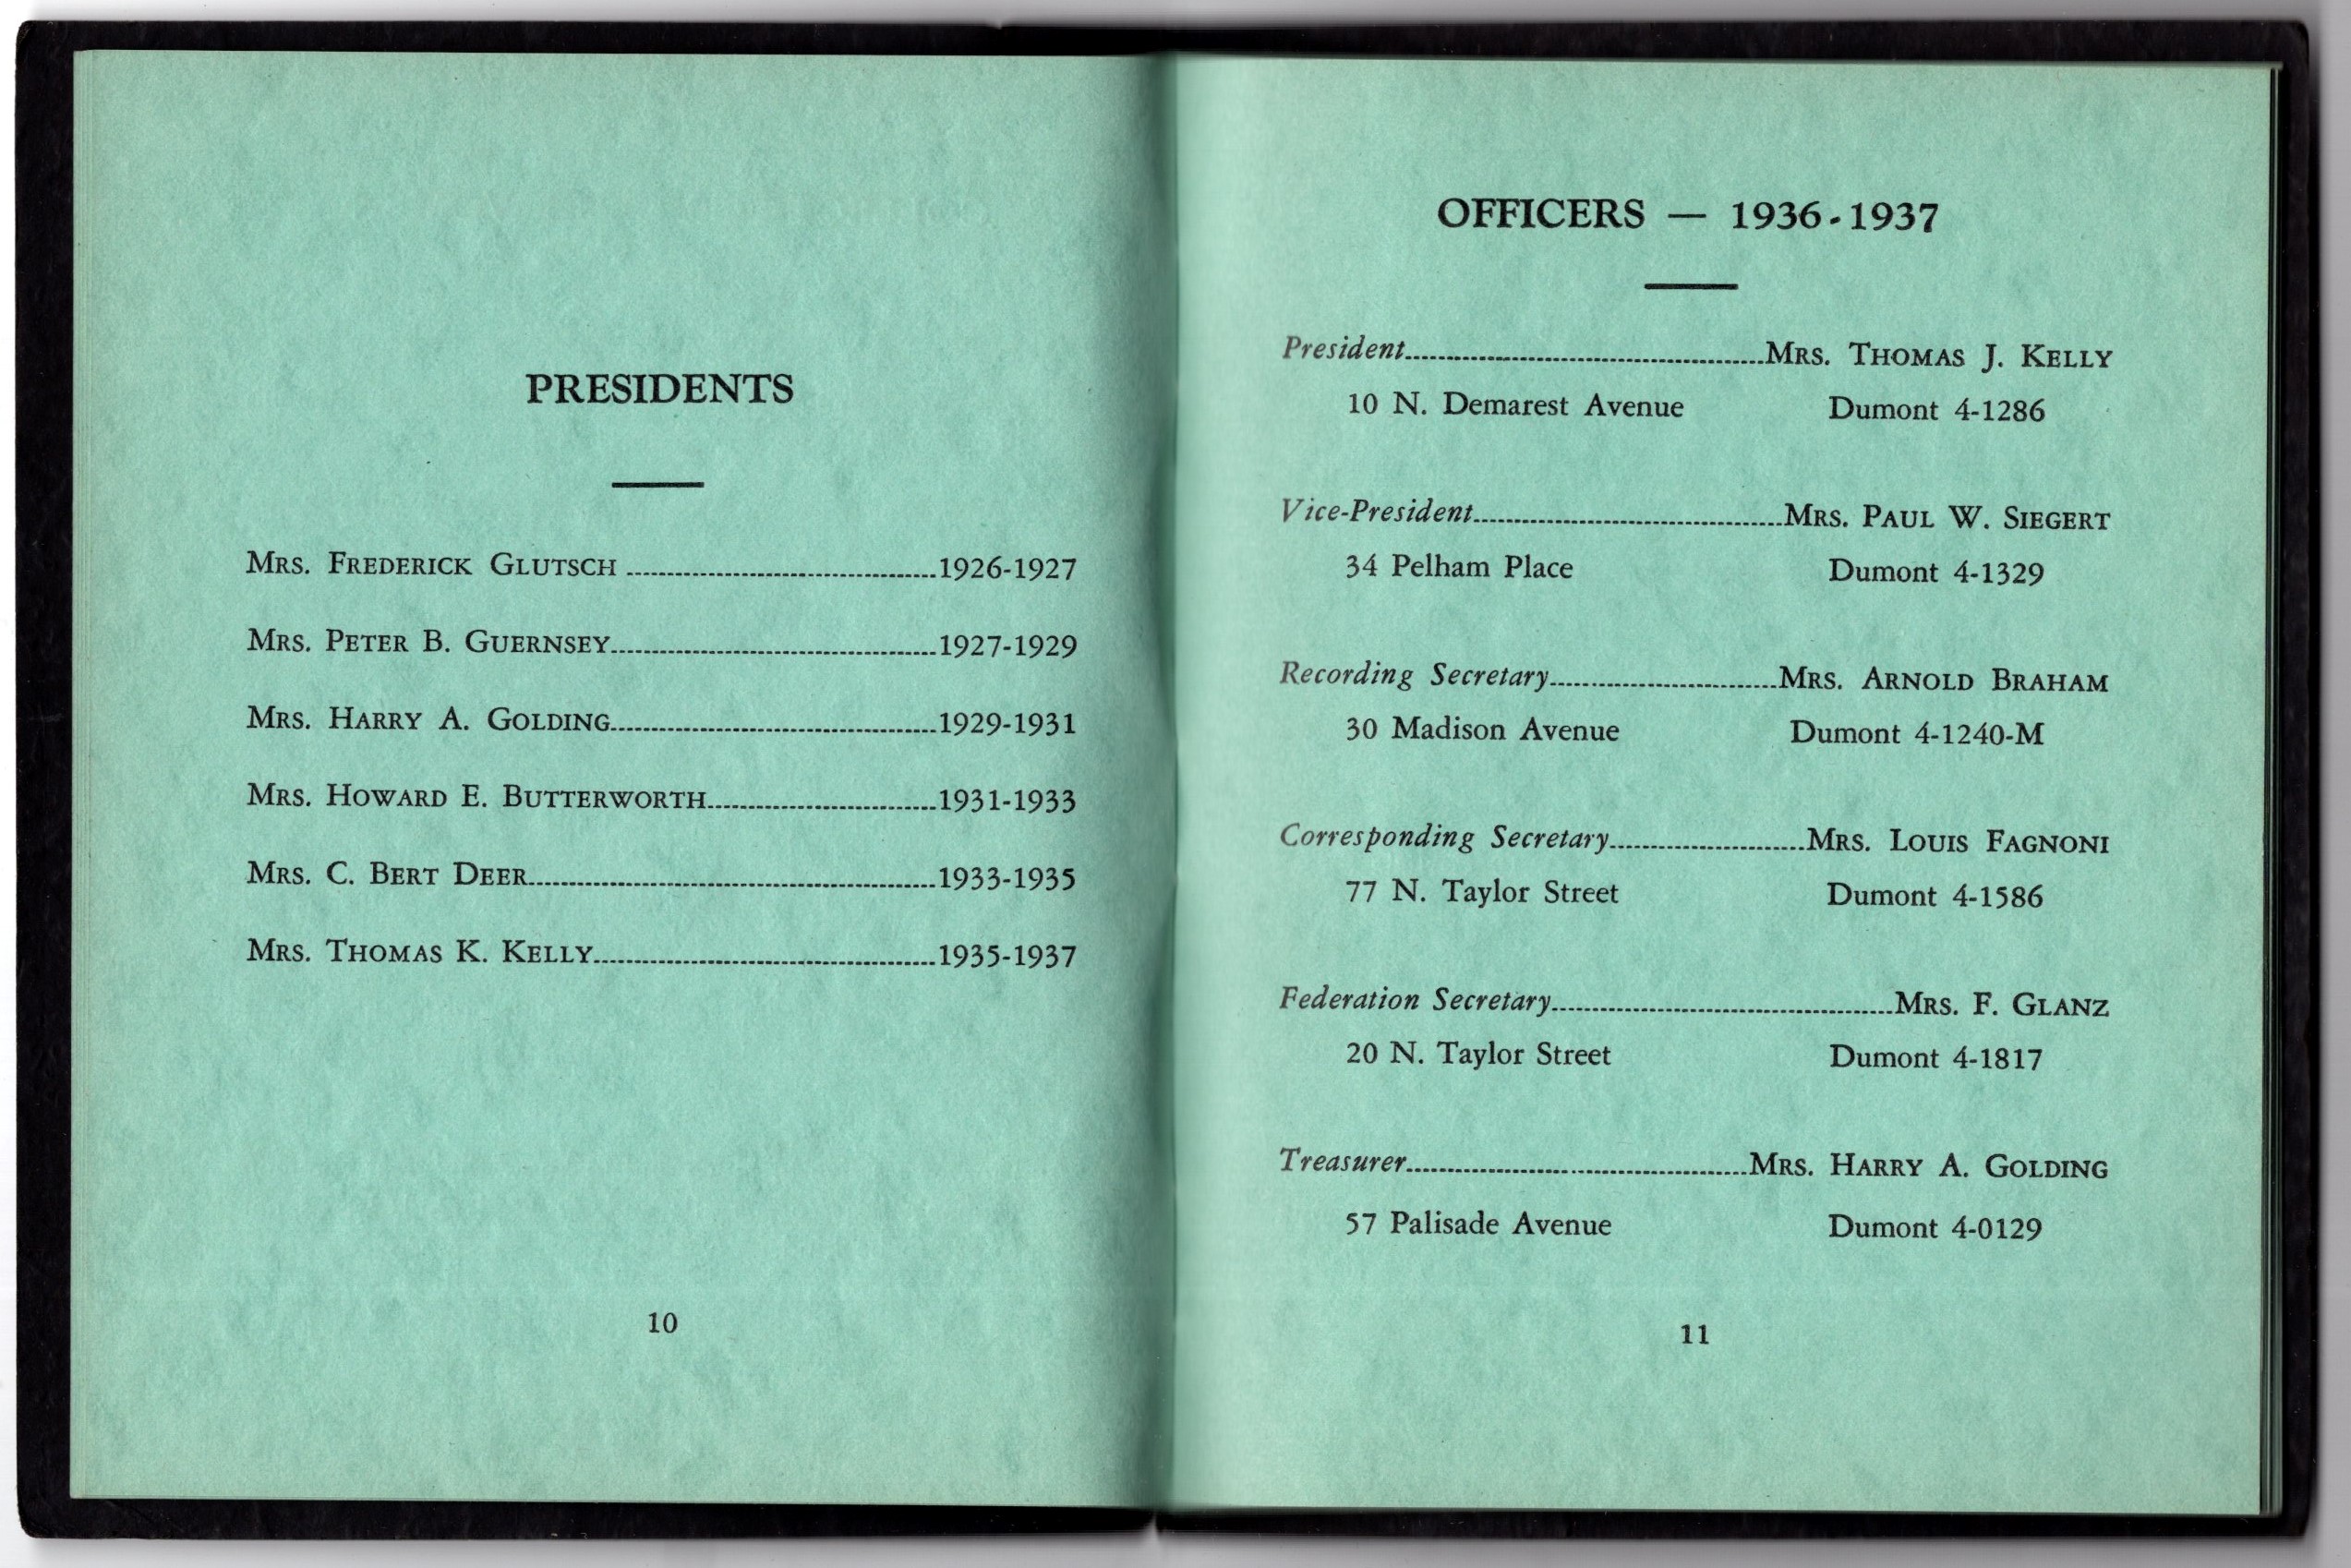 PRESIDENTS
MRS. FREDERICK GLUTSCH ........ 1926-1927
MRS. PETER B. GUERNSEY........ 1927-1929
MRS. HARRY A. GOLDING........ 1929-1931
MRS. HOWARD E. BUTTERWORTH........ 1931-1933
MRS. C. BERT DEER........ 1933-1935
MRS. THOMAS K. KELLY........ 1935-1937
10
OFFICERS — 1936-1937
President........ MRS. THOMAS J. KELLY
10 N. Demarest Avenue Dumont 4-1286
Vice-President........ MRS. PAUL W. SIEGERT
34 Pelham Place Dumont 4-1329
Recording Secretary........ MRS. ARNOLD BRAHAM
30 Madison Avenue Dumont 4-1240-M
Corresponding Secretary........ MRS. LOUIS FAGNONI
77 N. Taylor Street Dumont 4-1586
Federation Secretary........ MRS. F. GLANZ
20 N. Taylor Street Dumont 4-1817
Treasurer........ MRS. HARRY A. GOLDING
57 Palisade Avenue Dumont 4-0129
11